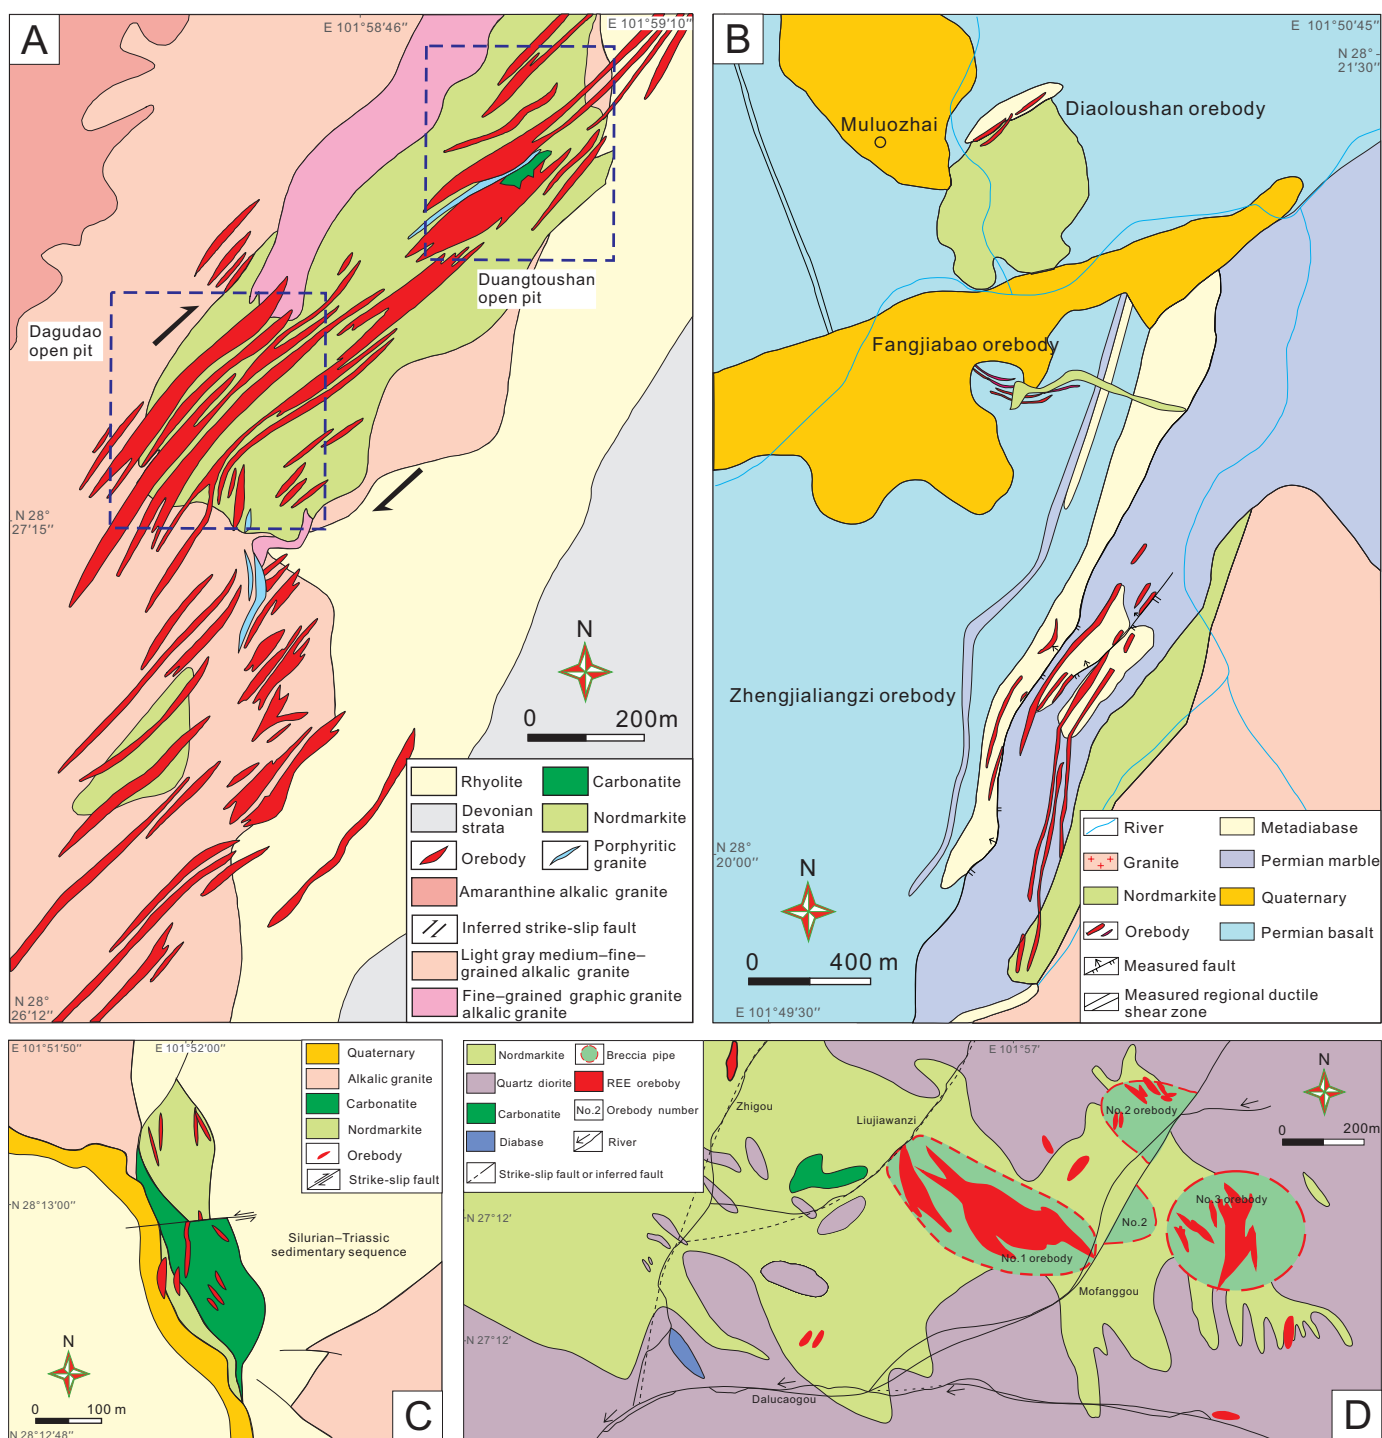 A
E 101°58′46″
E 101°59′10″
Duangtoushan
open pit
Dagudao
open pit
N 28°
27′15″
N
0 200m
Rhyolite
Carbonatite
Devonian
strata
Nordmarkite
Orebody
Porphyritic
granite
Amaranthine alkalic granite
Inferred strike-slip fault
Light gray medium–fine–
grained alkalic granite
Fine–grained graphic granite
alkalic granite
N 28°
26′12″
B
E 101°50′45″
N 28°
21′30″
Muluozhai
Diaoloushan orebody
Fangjiabao orebody
Zhengjialiangzi orebody
N 28°
20′00″
N
0 400 m
E 101°49′30″
River
Metadiabase
Granite
Permian marble
Nordmarkite
Quaternary
Orebody
Permian basalt
Measured fault
Measured regional ductile
shear zone
E 101°51′50″
E 101°52′00″
Quaternary
Alkalic granite
Carbonatite
Nordmarkite
Orebody
Strike-slip fault
N 28°13′00″
Silurian–Triassic
sedimentary sequence
N
0 100 m
N 28°12′48″
C
Nordmarkite
Breccia pipe
Quartz diorite
REE oreboby
Carbonatite
No.2 Orebody number
Diabase
River
Strike-slip fault or inferred fault
Zhigou
Liujiawanzi
E 101°57′
N
0 200m
No.2 orebody
No.3 orebody
No.2
No.1 orebody
Mofanggou
N 27°12′
N 27°12′
Dalucaogou
D